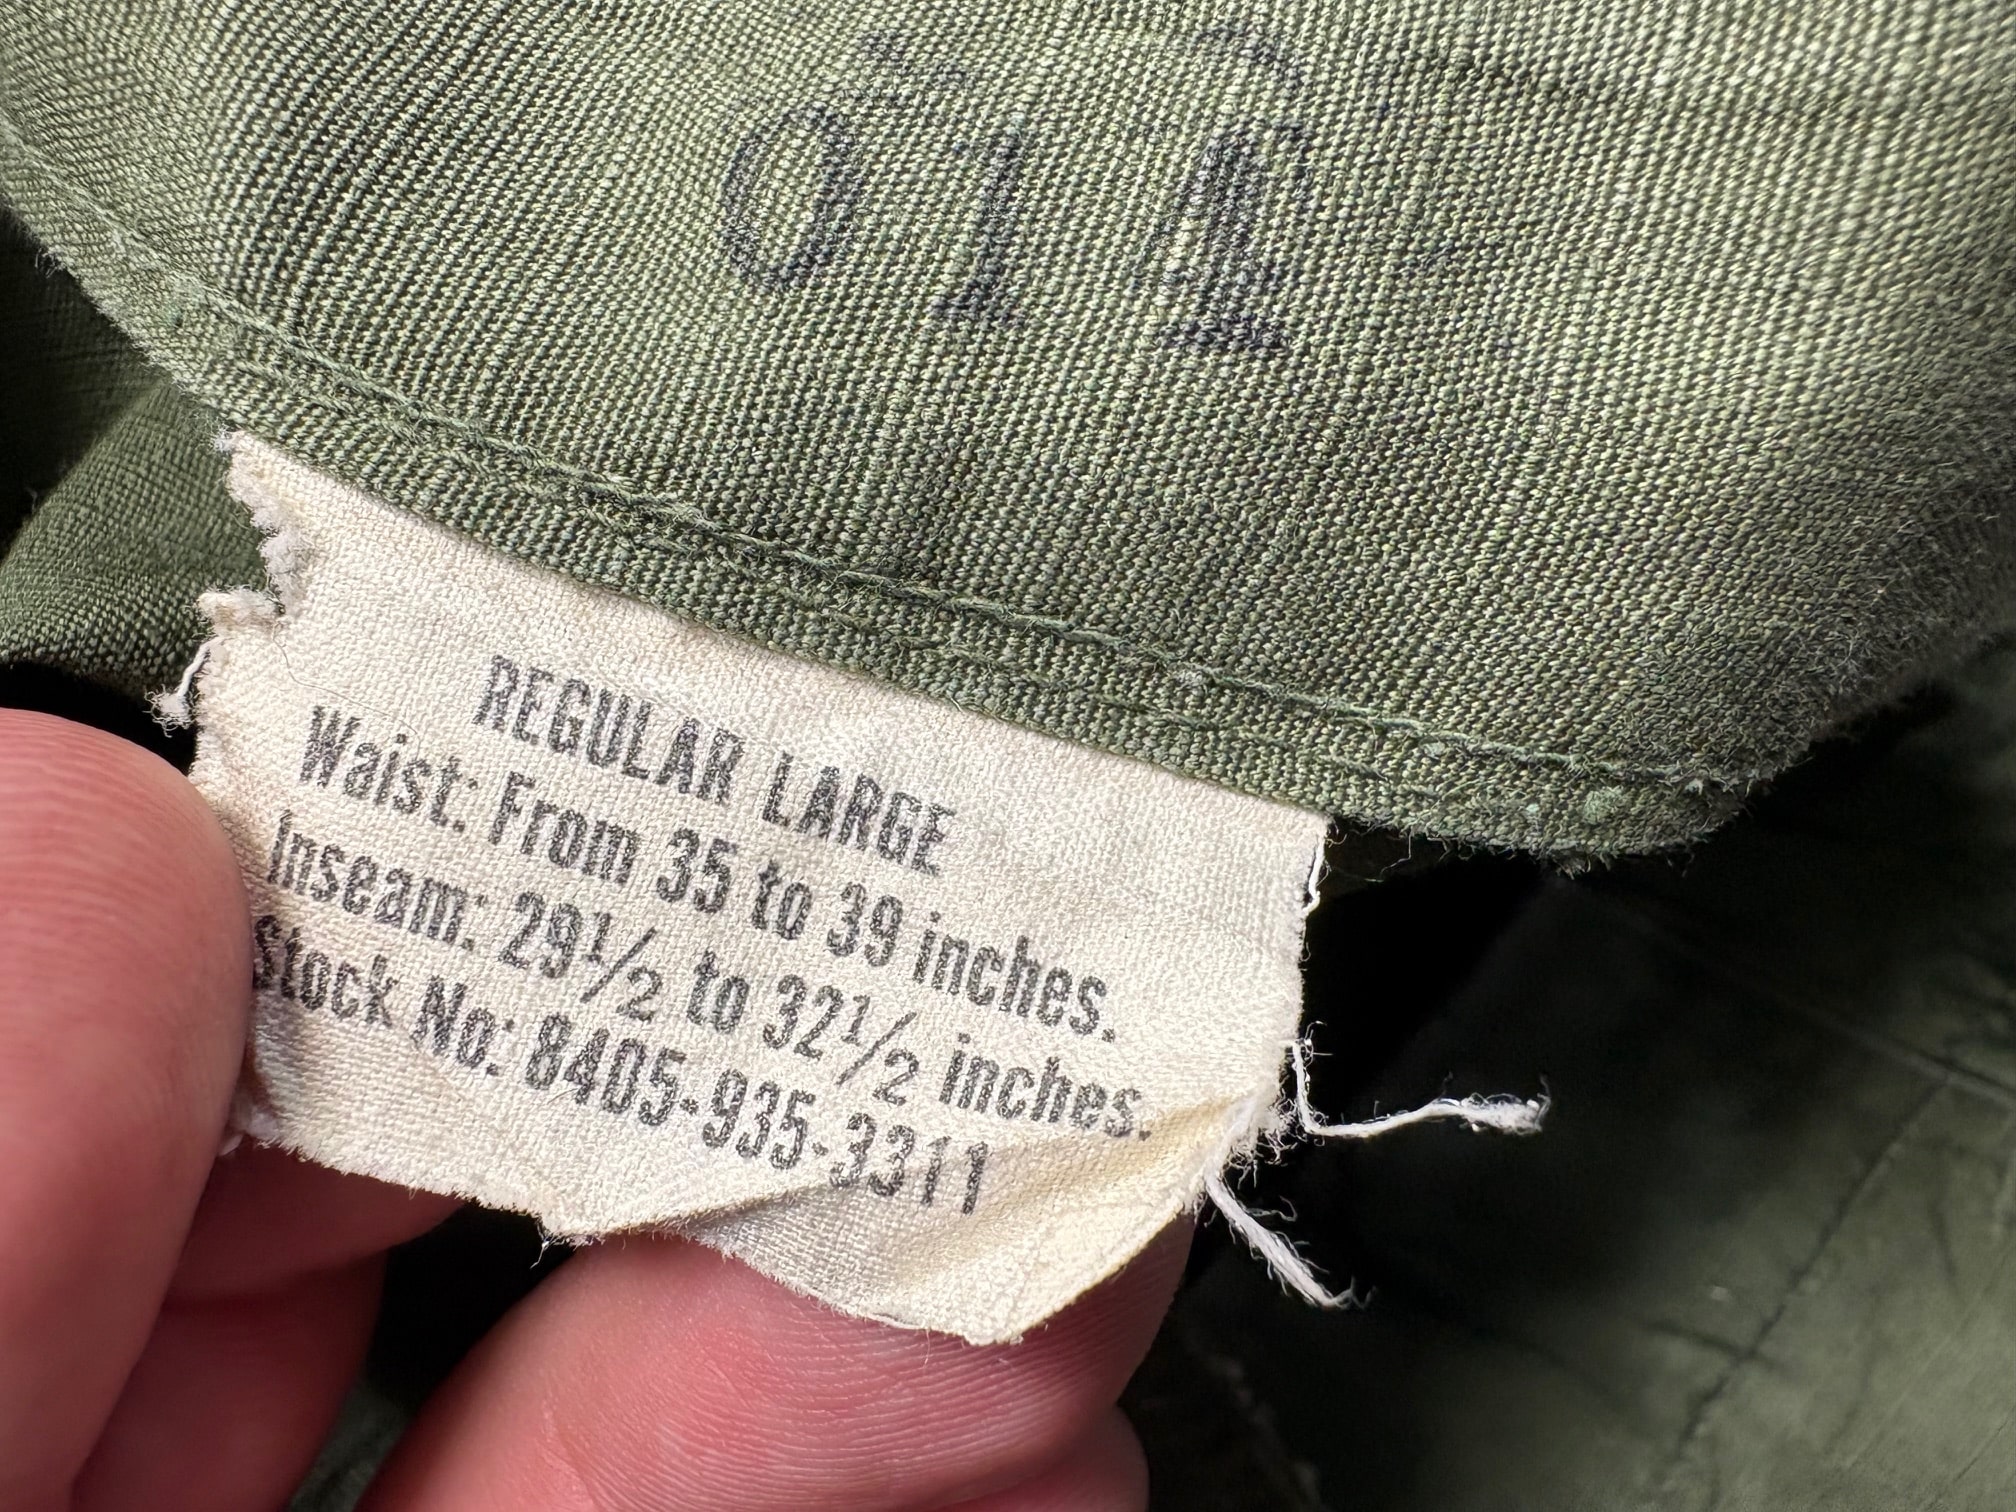 01A
REGULAR LARGE
Waist: From 35 to 39 inches.
Inseam: 29½ to 32½ inches.
Stock No: 8405-935-3311